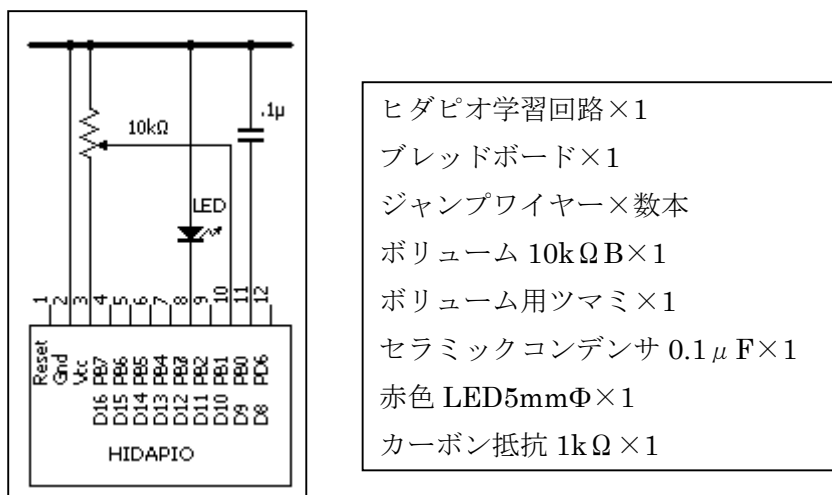 .1μ
10kΩ
LED
1
2
3
4
5
6
7
8
9
10
11
12
Reset
Gnd
Vcc
D16 PB7
D15 PB6
D14 PB5
D13 PB4
D12 PB3
D11 PB2
D10 PB1
D9 PB0
D8 PD6
HIDAPIO
ヒダピオ学習回路×1
ブレッドボード×1
ジャンプワイヤー×数本
ボリューム 10kΩB×1
ボリューム用ツマミ×1
セラミックコンデンサ 0.1μF×1
赤色 LED5mmΦ×1
カーボン抵抗 1kΩ×1